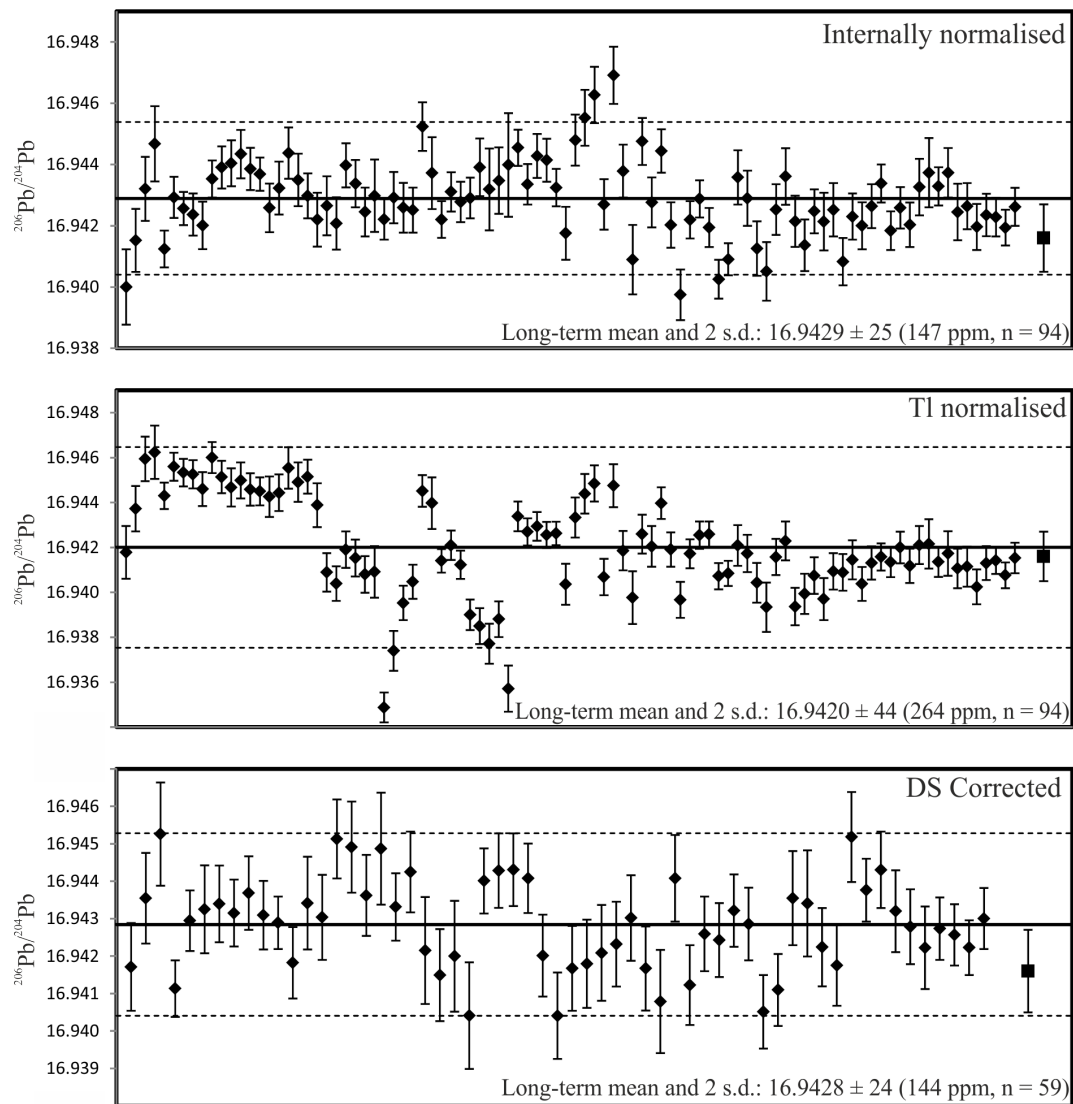 Internally normalised
16.948
16.946
16.944
16.942
16.940
16.938
²⁰⁶Pb/²⁰⁴Pb
Long-term mean and 2 s.d.: 16.9429 ± 25 (147 ppm, n = 94)
Tl normalised
16.948
16.946
16.944
16.942
16.940
16.938
16.936
²⁰⁶Pb/²⁰⁴Pb
Long-term mean and 2 s.d.: 16.9420 ± 44 (264 ppm, n = 94)
DS Corrected
16.946
16.945
16.944
16.943
16.942
16.941
16.940
16.939
²⁰⁶Pb/²⁰⁴Pb
Long-term mean and 2 s.d.: 16.9428 ± 24 (144 ppm, n = 59)